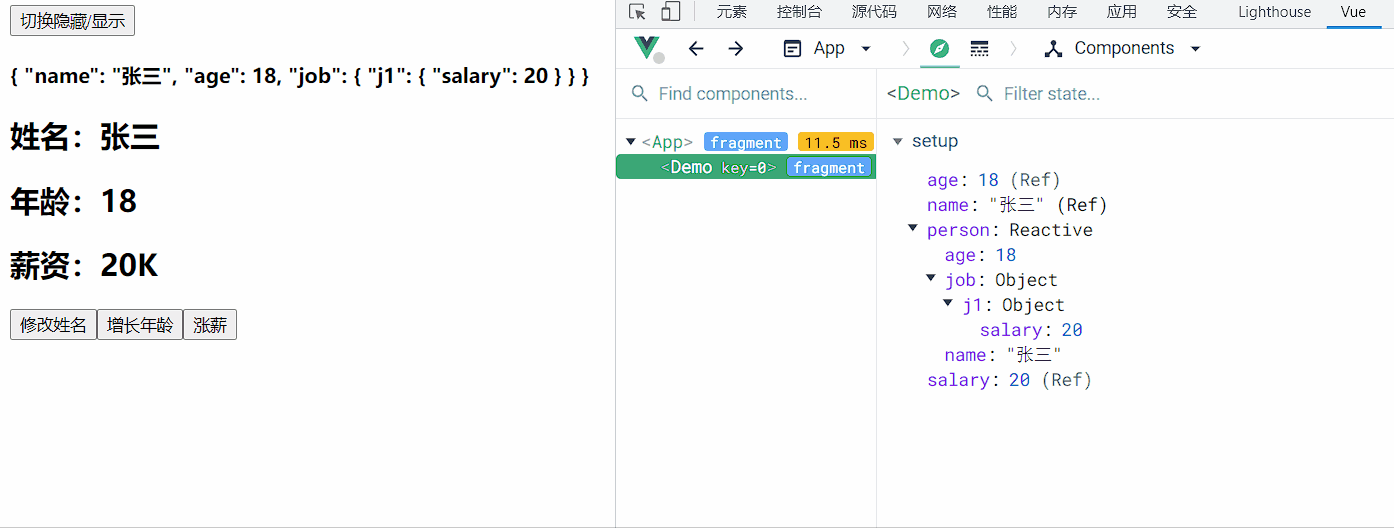 切换隐藏/显示
{ "name": "张三", "age": 18, "job": { "j1": { "salary": 20 } } }
姓名：张三
年龄：18
薪资：20K
修改姓名 增长年龄 涨薪
元素 控制台 源代码 网络 性能 内存 应用 安全 Lighthouse Vue
App Components
Find components...
<App> fragment 11.5 ms
<Demo key=0> fragment
<Demo> Filter state...
setup
age: 18 (Ref)
name: "张三" (Ref)
person: Reactive
age: 18
job: Object
j1: Object
salary: 20
name: "张三"
salary: 20 (Ref)